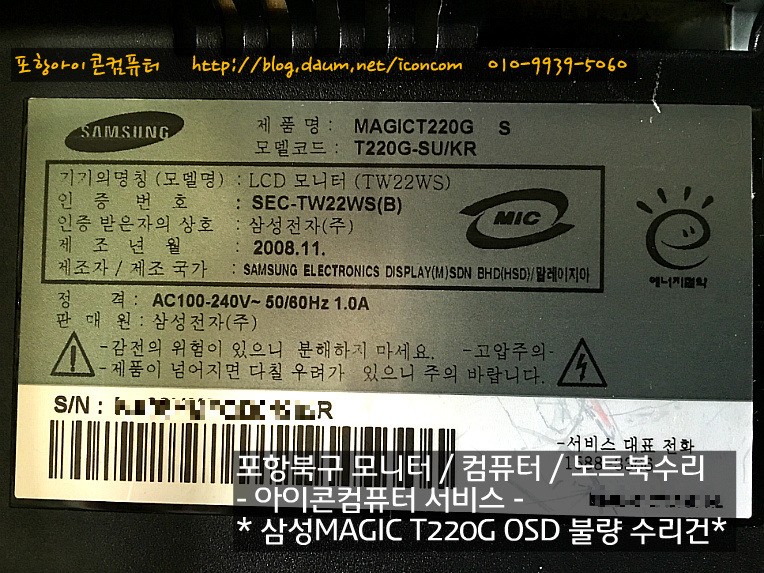 포항아이콘컴퓨터 http://blog.daum.net/iconcom 010-9939-5060
SAMSUNG
제 품 명 : MAGICT220G S
모델코드 : T220G-SU/KR
기기의명칭 (모델명) : LCD 모니터 (TW22WS)
인 증 번 호 : SEC-TW22WS(B)
인증 받은자의 상호 : 삼성전자(주)
제 조 년 월 : 2008.11.
제조자 / 제조 국가 : SAMSUNG ELECTRONICS DISPLAY(M)SDN BHD(HSD)/말레이지아
MIC
에너지절약
정 격 : AC100-240V~ 50/60Hz 1.0A
판 매 원 : 삼성전자(주)
-감전의 위험이 있으니 분해하지 마세요. -고압주의-
-제품이 넘어지면 다칠 우려가 있으니 주의 바랍니다.
S/N : R
-서비스 대표 전화
포항북구 모니터 / 컴퓨터 / 노트북수리
- 아이콘컴퓨터 서비스 -
* 삼성MAGIC T220G OSD 불량 수리건*